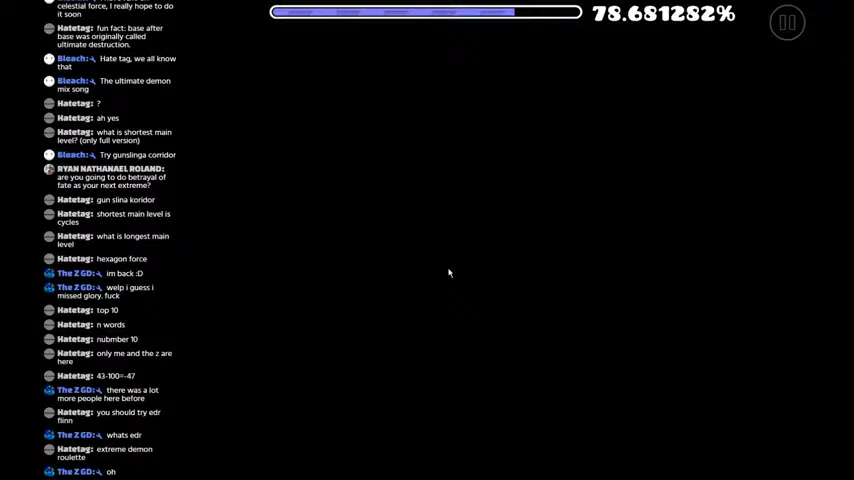 celestial force, I really hope to do
it soon
78.681282%
Hatetag: fun fact: base after
base was originally called
ultimate destruction.
Bleach: Hate tag, we all know
that
Bleach: The ultimate demon
mix song
Hatetag: ?
Hatetag: ah yes
Hatetag: what is shortest main
level? (only full version)
Bleach: Try gunslinga corridor
RYAN NATHANAEL ROLAND:
are you going to do betrayal of
fate as your next extreme?
Hatetag: gun slina koridor
Hatetag: shortest main level is
cycles
Hatetag: what is longest main
level
Hatetag: hexagon force
The Z GD: im back :D
The Z GD: welp i guess i
missed glory. fuck
Hatetag: top 10
Hatetag: n words
Hatetag: nubmber 10
Hatetag: only me and the z are
here
Hatetag: 43-100=-47
The Z GD: there was a lot
more people here before
Hatetag: you should try edr
flinn
The Z GD: whats edr
Hatetag: extreme demon
roulette
The Z GD: oh